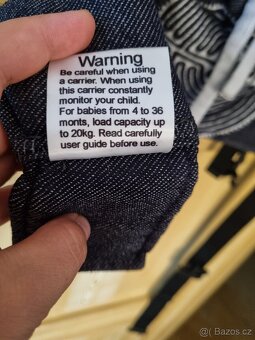 Warning
Be careful when using
a carrier. When using
this carrier constantly
monitor your child.
For babies from 4 to 36
monts, load capacity up
to 20kg. Read carefully
user guide before use.
sbazar.cz